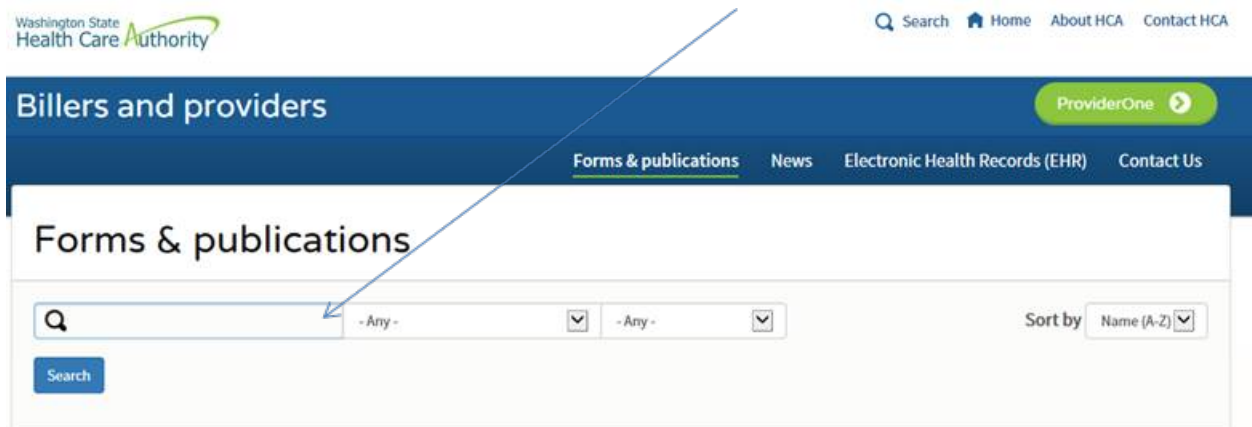 Washington State
Health Care Authority
Search Home About HCA Contact HCA
Billers and providers
ProviderOne
Forms & publications News Electronic Health Records (EHR) Contact Us
Forms & publications
- Any - - Any - Sort by Name (A-Z)
Search